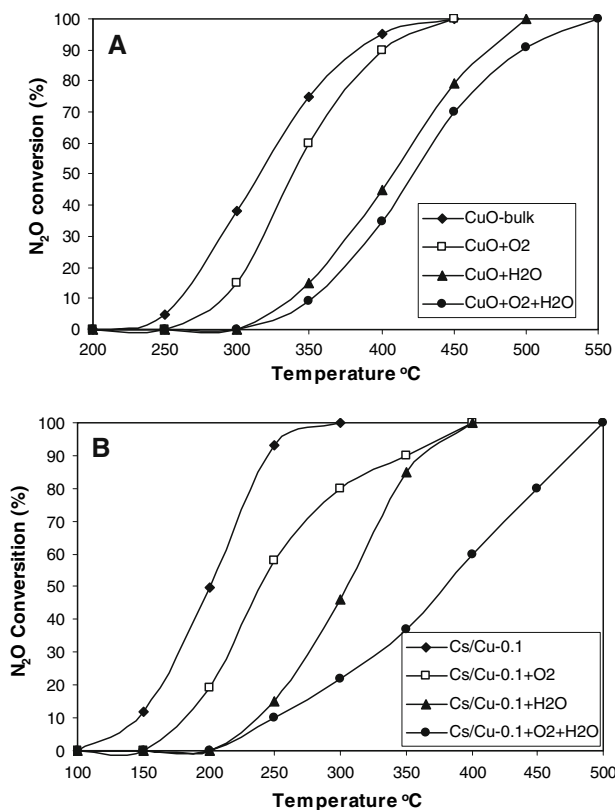 A
100
90
80
70
60
50
40
30
20
10
0
N₂O conversion (%)
CuO-bulk
CuO+O2
CuO+H2O
CuO+O2+H2O
200 250 300 350 400 450 500 550
Temperature ºC
B
100
90
80
70
60
50
40
30
20
10
0
N₂O Conversition (%)
Cs/Cu-0.1
Cs/Cu-0.1+O2
Cs/Cu-0.1+H2O
Cs/Cu-0.1+O2+H2O
100 150 200 250 300 350 400 450 500
Temperature ºC